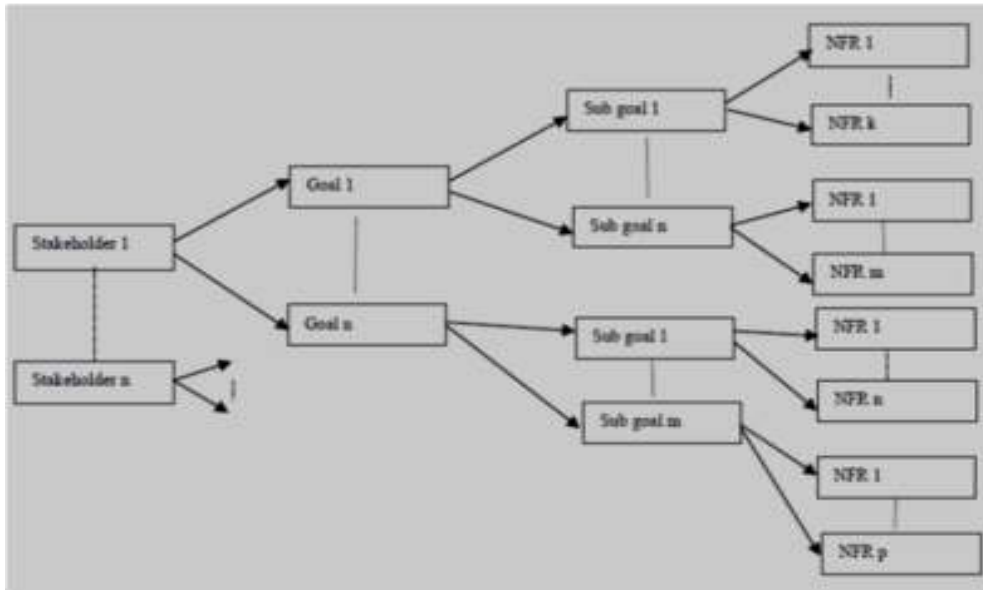 Stakeholder 1
Stakeholder n
Goal 1
Goal n
Sub goal 1
Sub goal n
Sub goal 1
Sub goal m
NFR 1
NFR k
NFR 1
NFR m
NFR 1
NFR n
NFR 1
NFR p